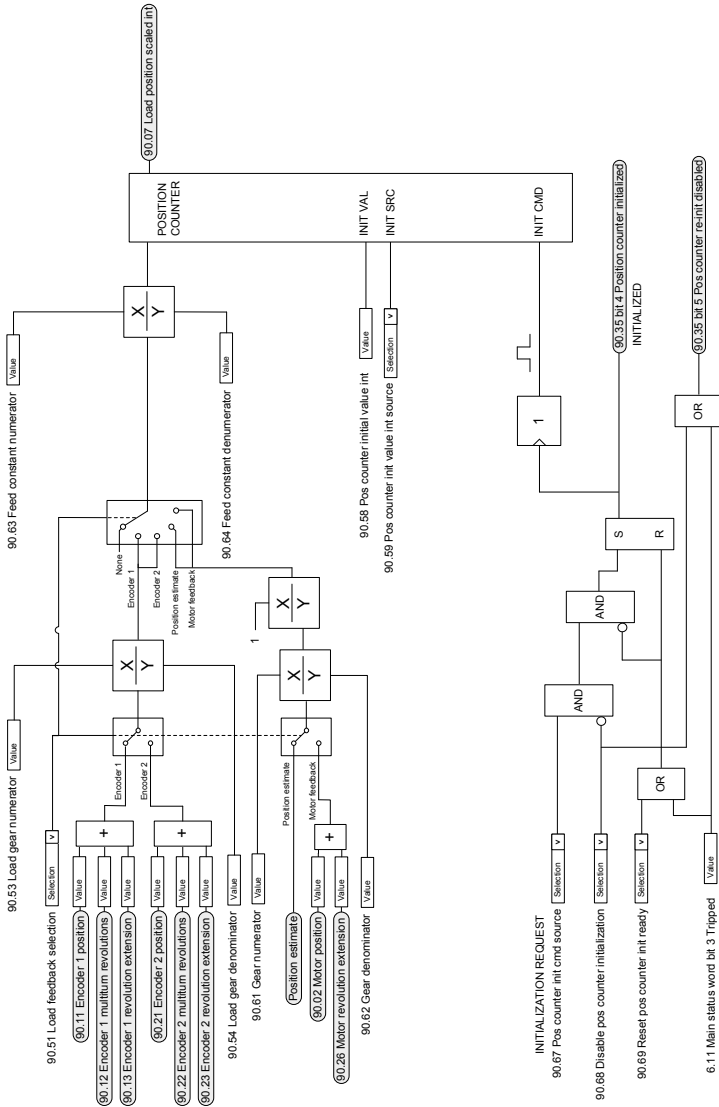 90.53 Load gear numerator
Value
90.51 Load feedback selection
Selection
v
90.11 Encoder 1 position
Value
90.12 Encoder 1 multiturn revolutions
Value
90.13 Encoder 1 revolution extension
Value
+
Encoder 1
90.21 Encoder 2 position
Value
90.22 Encoder 2 multiturn revolutions
Value
90.23 Encoder 2 revolution extension
Value
+
Encoder 2
90.54 Load gear denominator
Value
X
Y
90.61 Gear numerator
Value
Position estimate
Position estimate
90.02 Motor position
Value
90.26 Motor revolution extension
Value
+
Motor feedback
90.62 Gear denominator
Value
X
Y
1
X
Y
None
Encoder 1
Encoder 2
Position estimate
Motor feedback
90.63 Feed constant numerator
Value
X
Y
90.64 Feed constant denumerator
Value
POSITION
COUNTER
90.07 Load position scaled int
90.58 Pos counter initial value int
Value
INIT VAL
90.59 Pos counter init value int source
Selection
v
INIT SRC
INIT CMD
1
INITIALIZATION REQUEST
90.67 Pos counter init cmd source
Selection
v
AND
AND
S
R
90.35 bit 4 Position counter initialized
INITIALIZED
90.68 Disable pos counter initialization
Selection
v
90.69 Reset pos counter init ready
Selection
v
OR
OR
90.35 bit 5 Pos counter re-init disabled
6.11 Main status word bit 3 Tripped
Value